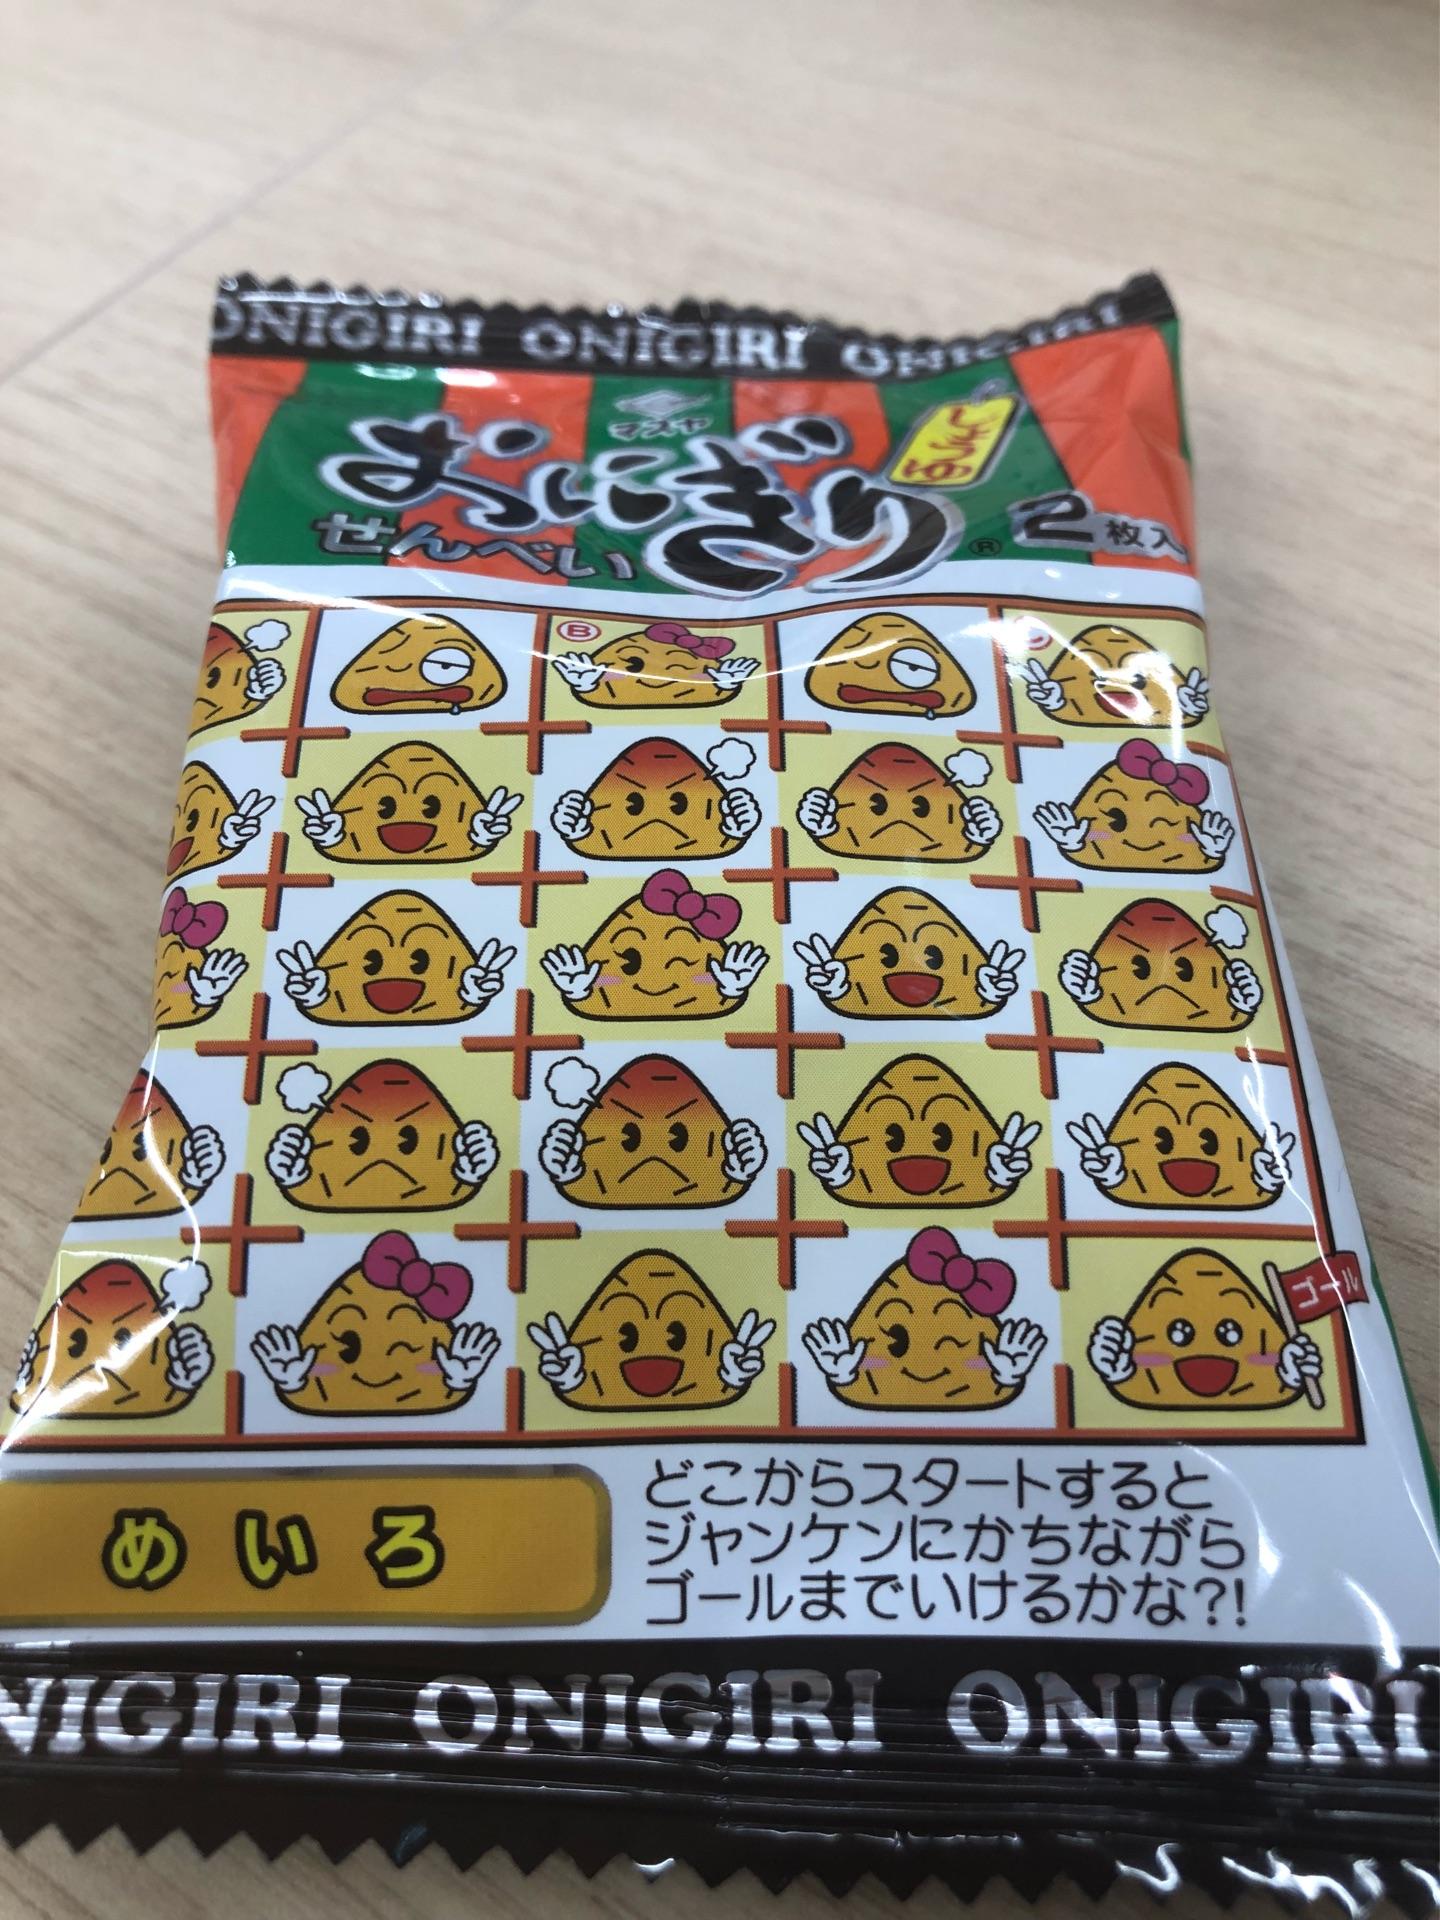 ONIGIRI ONIGIRI ONIGIRI
マスヤ
しょうゆ
おにぎり
せんべい
® 2枚入
B
C
ゴール
めいろ
どこからスタートすると
ジャンケンにかちながら
ゴールまでいけるかな?!
NIGIRI ONIGIRI ONIGIRI